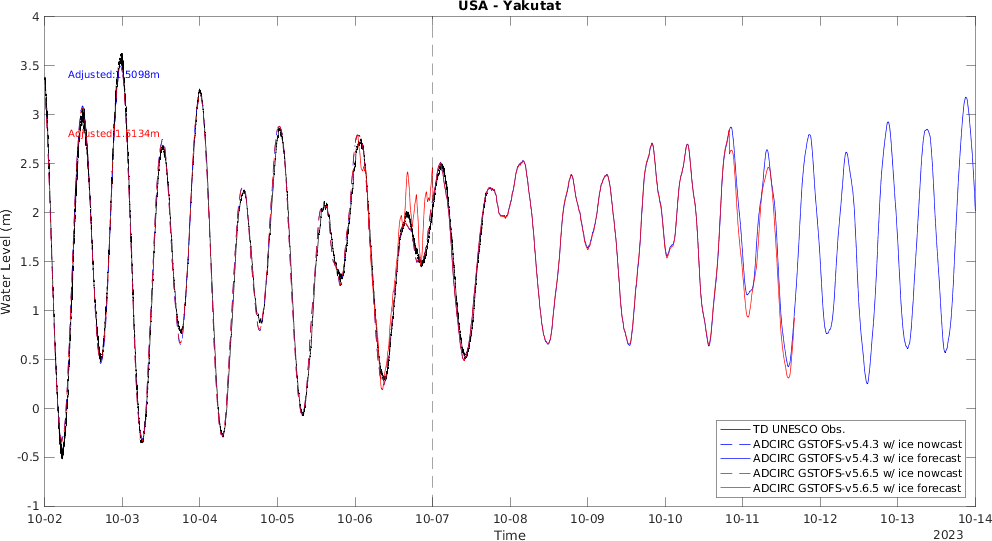 USA - Yakutat
4
3.5
3
2.5
2
1.5
1
0.5
0
-0.5
-1
Water Level (m)
Adjusted:1.5098m
Adjusted:1.5134m
TD UNESCO Obs.
ADCIRC GSTOFS-v5.4.3 w/ ice nowcast
ADCIRC GSTOFS-v5.4.3 w/ ice forecast
ADCIRC GSTOFS-v5.6.5 w/ ice nowcast
ADCIRC GSTOFS-v5.6.5 w/ ice forecast
10-02 10-03 10-04 10-05 10-06 10-07 10-08 10-09 10-10 10-11 10-12 10-13 10-14
Time
2023